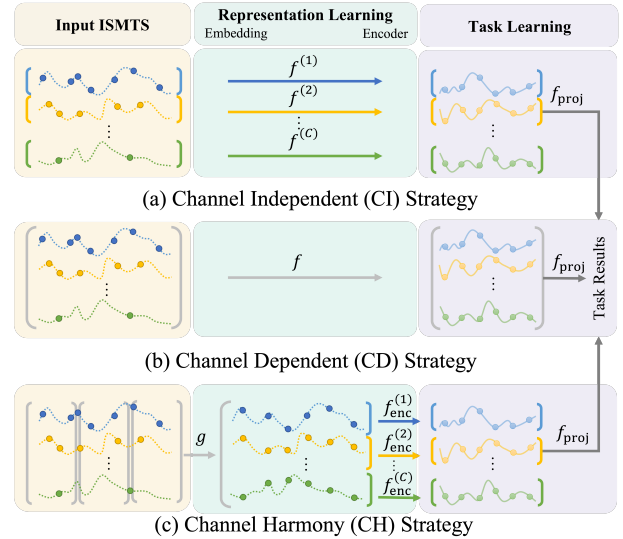 Input ISMTS
Representation Learning
Embedding
Encoder
Task Learning
f^(1)
f^(2)
⋮
f^(C)
⋮
⋮
f_proj
(a) Channel Independent (CI) Strategy
f
⋮
⋮
f_proj
Task Results
(b) Channel Dependent (CD) Strategy
g
f_enc^(1)
f_enc^(2)
⋮
f_enc^(C)
⋮
⋮
⋮
f_proj
(c) Channel Harmony (CH) Strategy